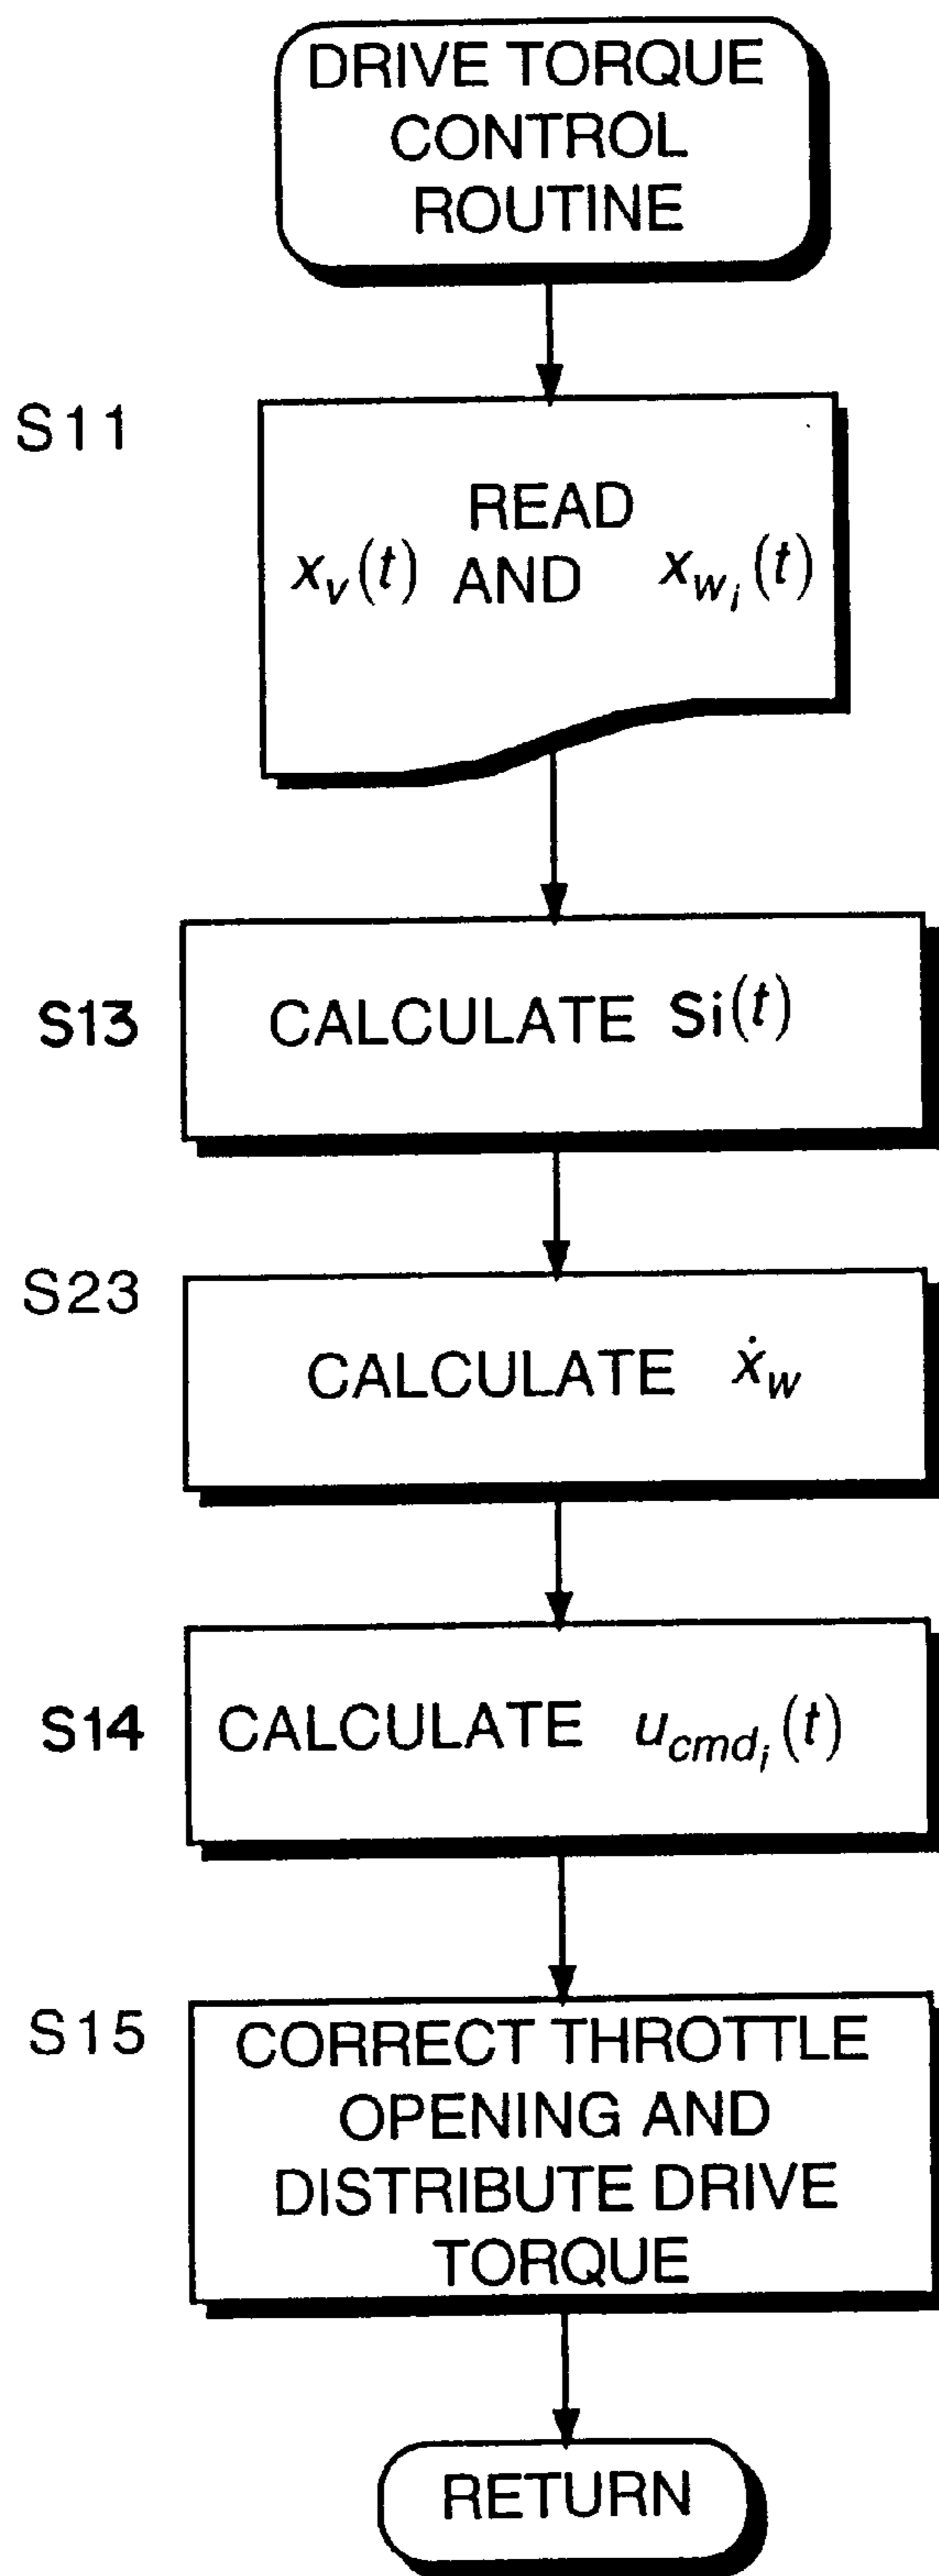 DRIVE TORQUE
CONTROL
ROUTINE
S11
READ
x_v(t) AND x_{w_i}(t)
S13
CALCULATE Si(t)
S23
CALCULATE ẋ_w
S14
CALCULATE u_{cmd_i}(t)
S15
CORRECT THROTTLE
OPENING AND
DISTRIBUTE DRIVE
TORQUE
RETURN